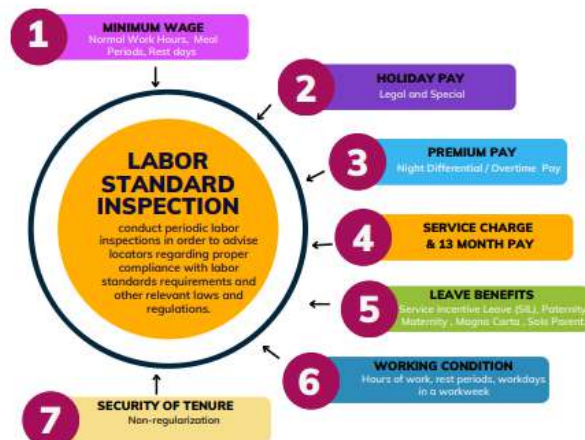 1
MINIMUM WAGE
Normal Work Hours, Meal
Periods, Rest days
2
HOLIDAY PAY
Legal and Special
3
PREMIUM PAY
Night Differential / Overtime Pay
4
SERVICE CHARGE
& 13 MONTH PAY
5
LEAVE BENEFITS
Service Incentive Leave (SIL), Paternity
Maternity , Magna Carta , Solo Parent
6
WORKING CONDITION
Hours of work, rest periods, workdays
in a workweek
7
SECURITY OF TENURE
Non-regularization
LABOR
STANDARD
INSPECTION
conduct periodic labor
inspections in order to advise
locators regarding proper
compliance with labor
standards requirements and
other relevant laws and
regulations.